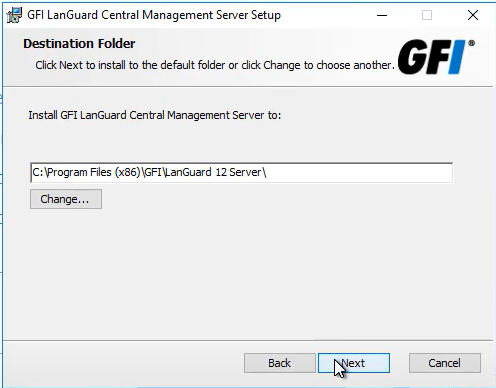 GFI LanGuard Central Management Server Setup
Destination Folder
Click Next to install to the default folder or click Change to choose another.
GFI®
Install GFI LanGuard Central Management Server to:
C:\Program Files (x86)\GFI\LanGuard 12 Server\
Change...
Back Next Cancel